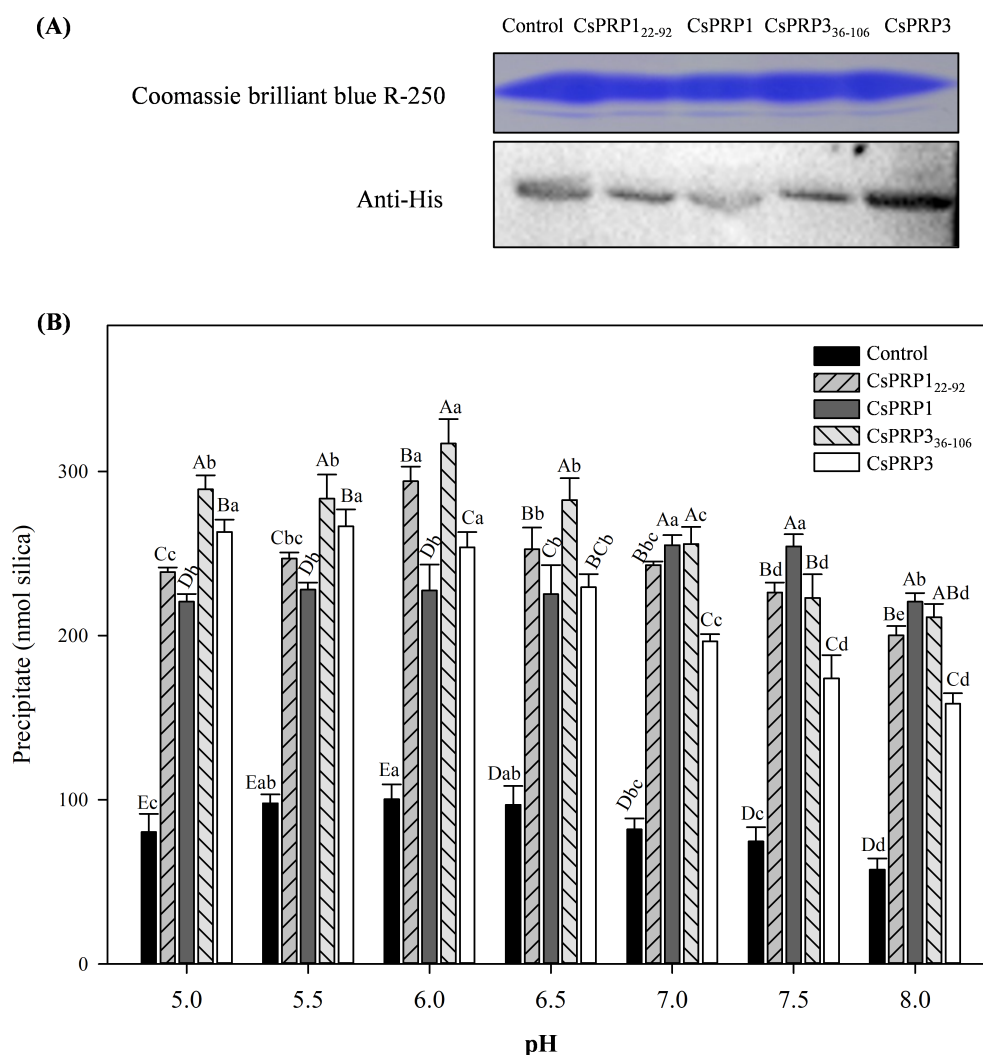 (A)
Control CsPRP1₂₂₋₉₂ CsPRP1 CsPRP3₃₆₋₁₀₆ CsPRP3
Coomassie brilliant blue R-250
Anti-His
(B)
Control
CsPRP1₂₂₋₉₂
CsPRP1
CsPRP3₃₆₋₁₀₆
CsPRP3
Precipitate (nmol silica)
300
200
100
0
Ec Cc Db Ab Ba
Eab Cbc Db Ab Ba
Ea Ba Db Aa Ca
Dab Bb Cb Ab BCb
Dbc Bbc Aa Ac Cc
Dc Bd Aa Bd Cd
Dd Be Ab ABd Cd
5.0 5.5 6.0 6.5 7.0 7.5 8.0
pH